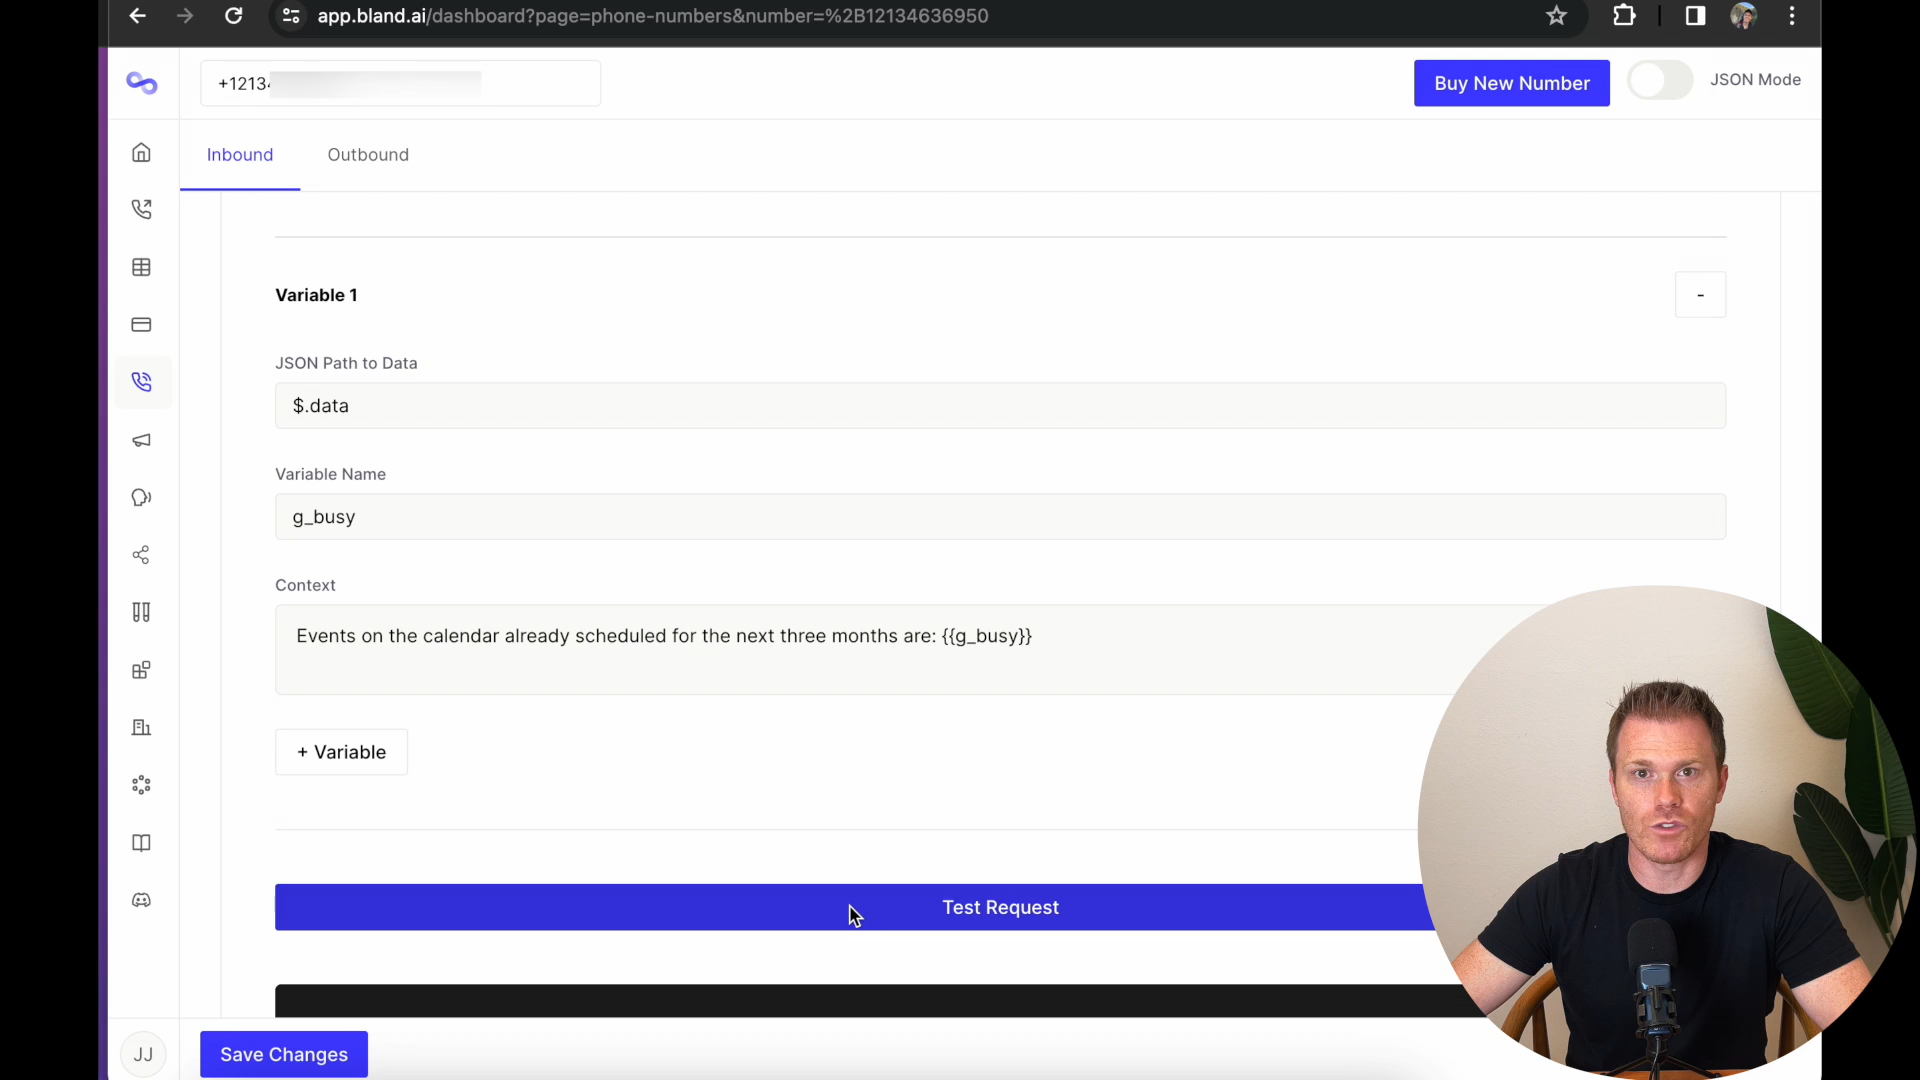 app.bland.ai/dashboard?page=phone-numbers&number=%2B12134636950
+1213
Buy New Number
JSON Mode
Inbound
Outbound
Variable 1
-
JSON Path to Data
$.data
Variable Name
g_busy
Context
Events on the calendar already scheduled for the next three months are: {{g_busy}}
+ Variable
Test Request
JJ
Save Changes